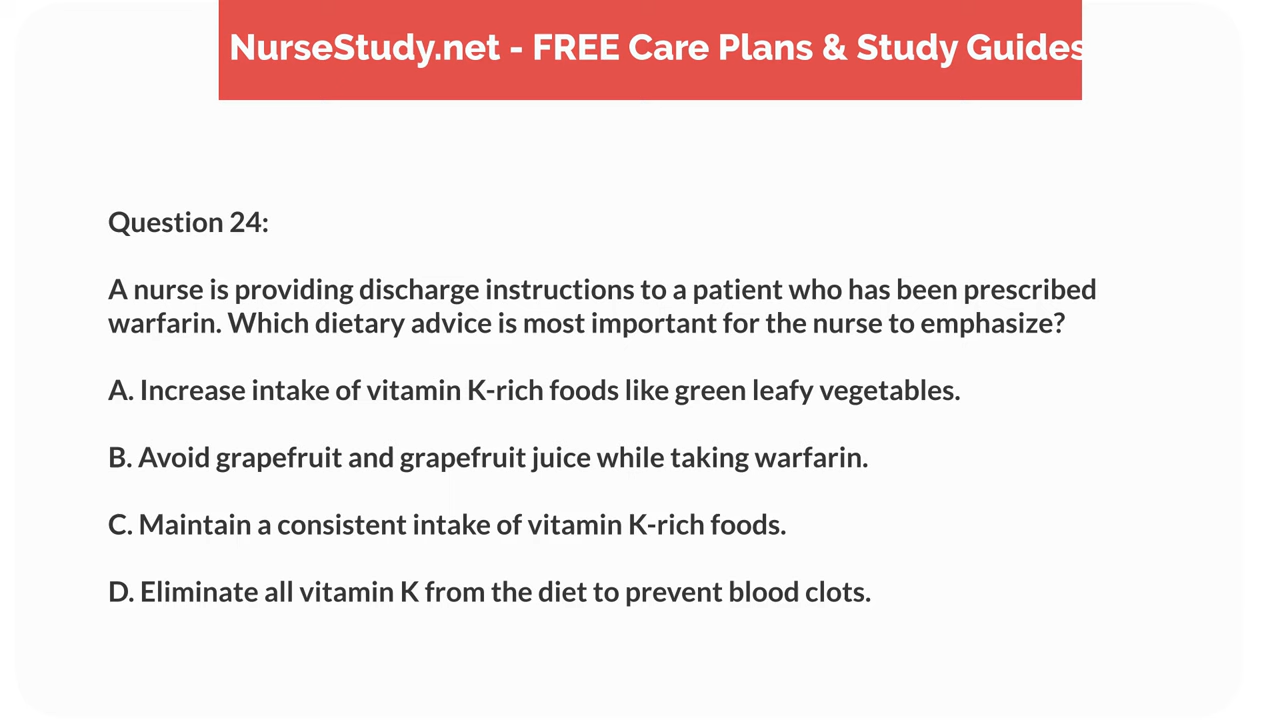 NurseStudy.net - FREE Care Plans & Study Guides
Question 24:
A nurse is providing discharge instructions to a patient who has been prescribed
warfarin. Which dietary advice is most important for the nurse to emphasize?
A. Increase intake of vitamin K-rich foods like green leafy vegetables.
B. Avoid grapefruit and grapefruit juice while taking warfarin.
C. Maintain a consistent intake of vitamin K-rich foods.
D. Eliminate all vitamin K from the diet to prevent blood clots.